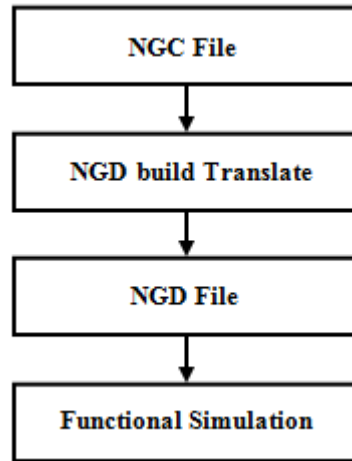 NGC File
NGD build Translate
NGD File
Functional Simulation